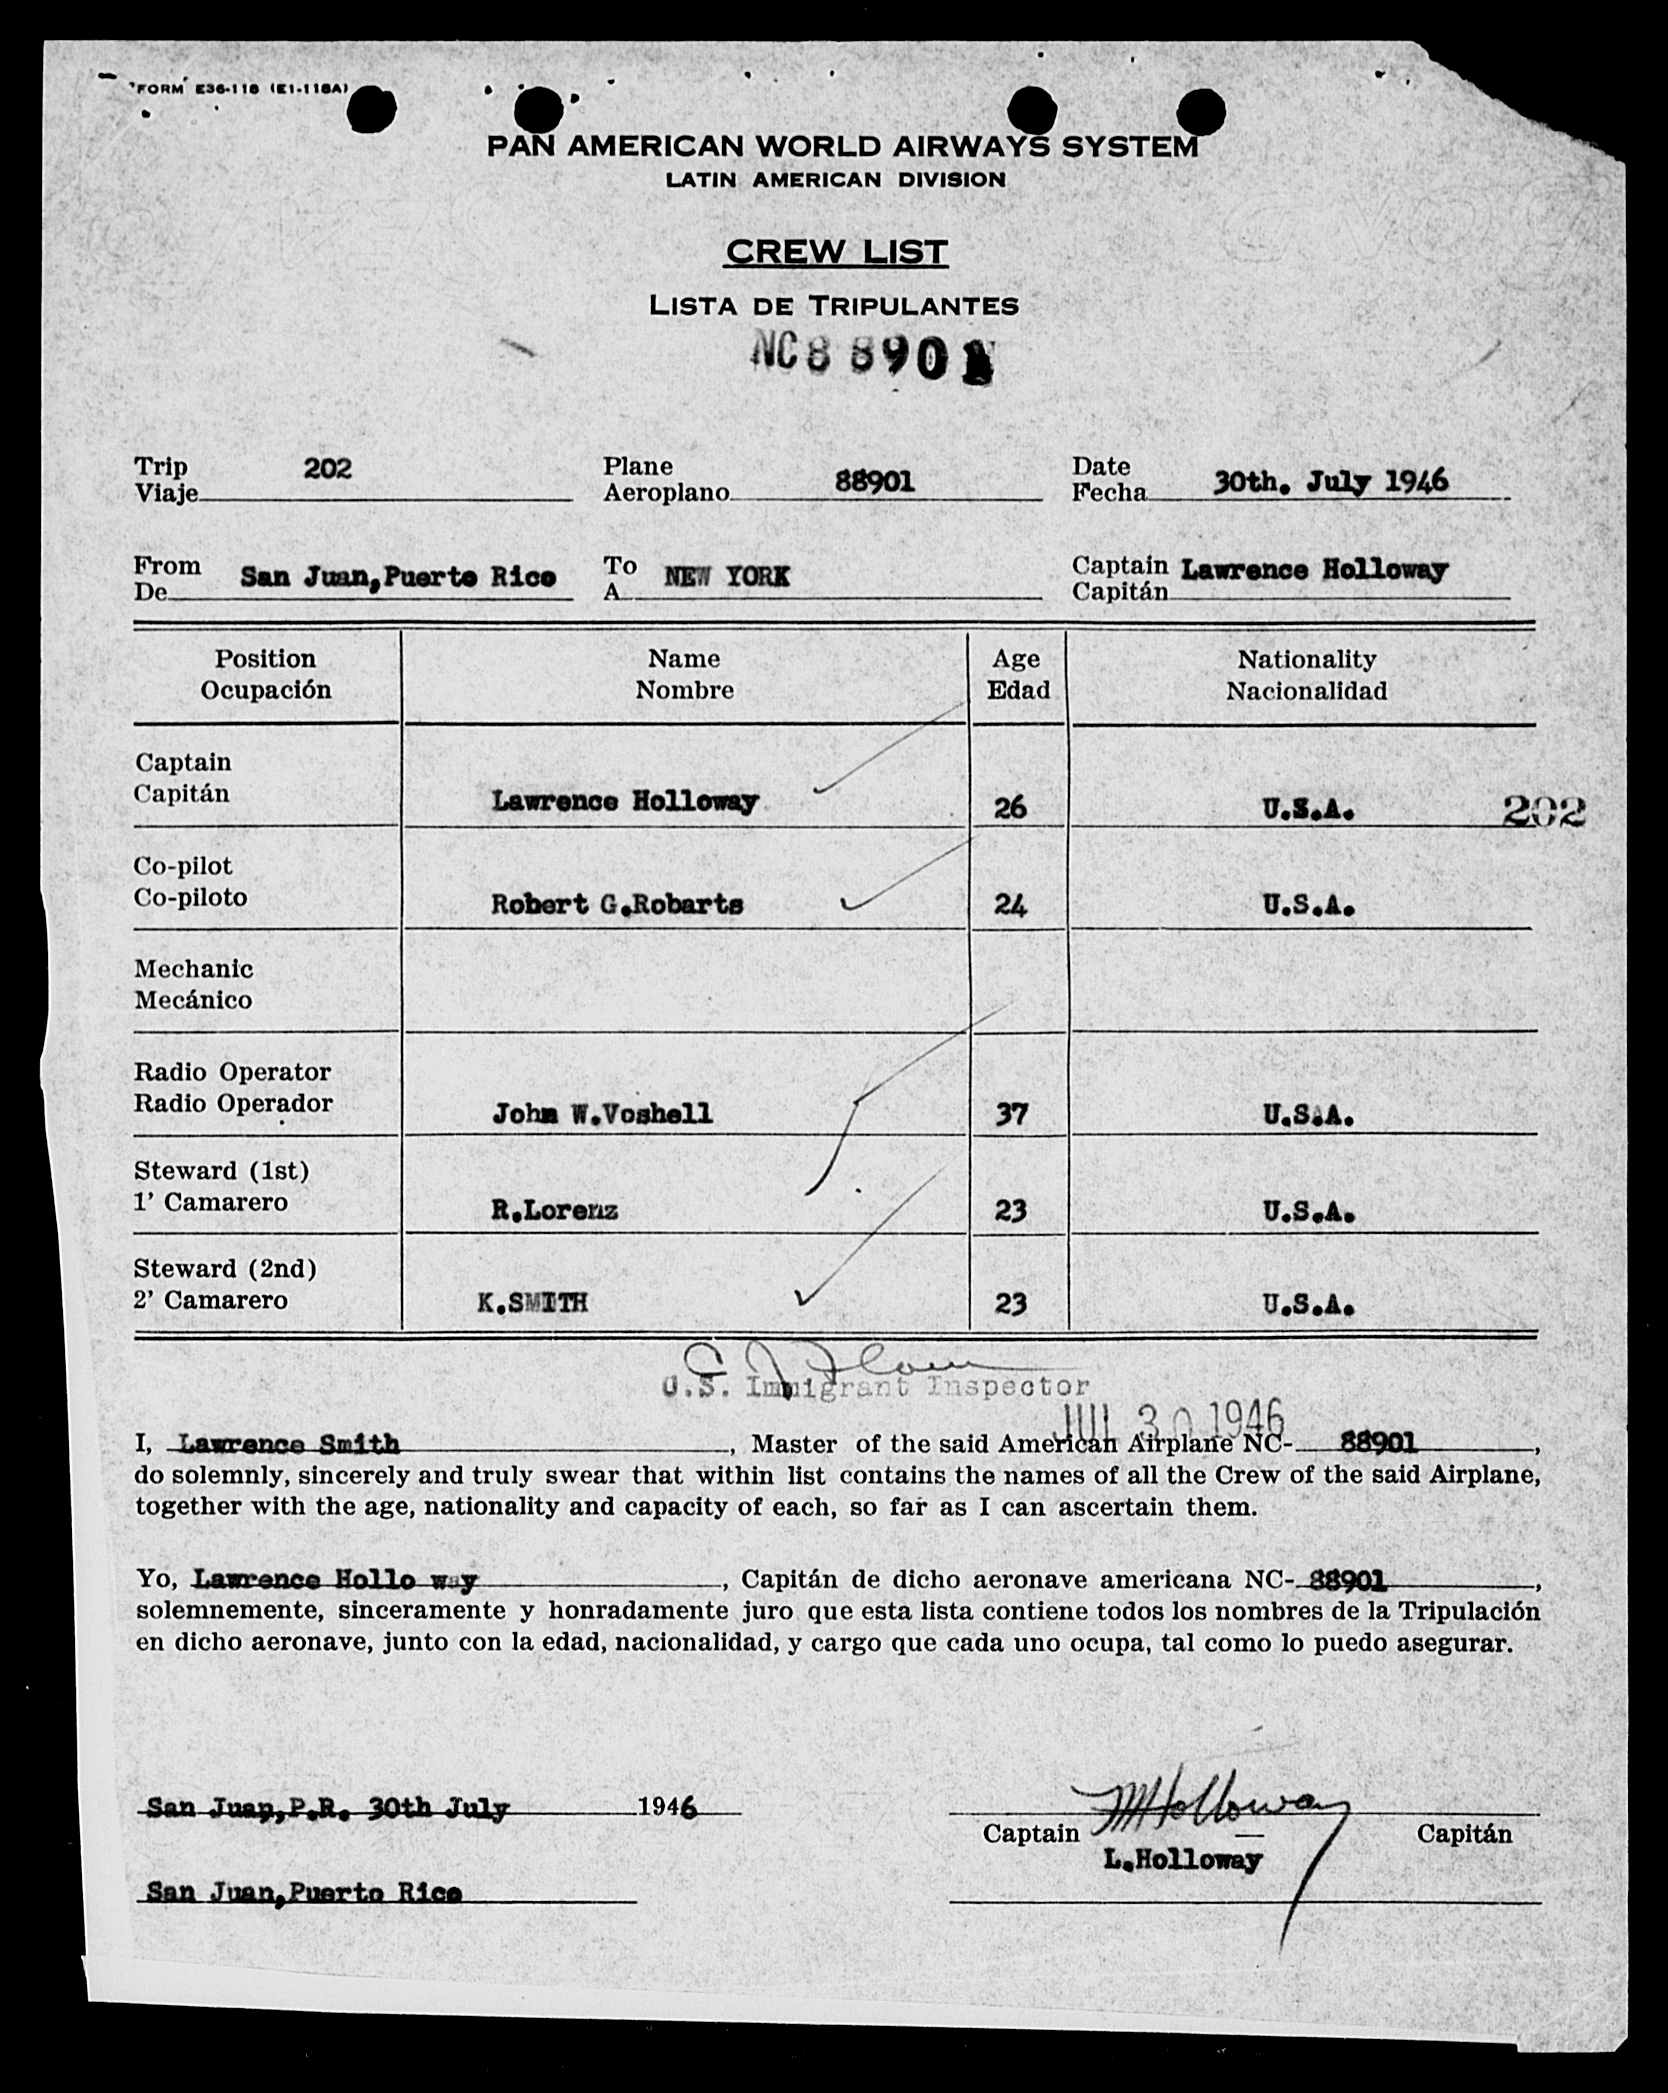 FORM E36-118 (E1-118A)
PAN AMERICAN WORLD AIRWAYS SYSTEM
LATIN AMERICAN DIVISION
CREW LIST
LISTA DE TRIPULANTES
NC88901
Trip 202 Plane 88901 Date 30th. July 1946
Viaje Aeroplano Fecha
From San Juan,Puerto Rico To NEW YORK Captain Lawrence Holloway
De A Capitán
Position Name Age Nationality
Ocupación Nombre Edad Nacionalidad
Captain
Capitán Lawrence Holloway 26 U.S.A. 202
Co-pilot
Co-piloto Robert G.Robarts 24 U.S.A.
Mechanic
Mecánico
Radio Operator
Radio Operador John W.Voshell 37 U.S.A.
Steward (1st)
1' Camarero R.Lorenz 23 U.S.A.
Steward (2nd)
2' Camarero K.SMITH 23 U.S.A.
U.S. Immigrant Inspector
JUL 30 1946
I, Lawrence Smith, Master of the said American Airplane NC- 88901,
do solemnly, sincerely and truly swear that within list contains the names of all the Crew of the said Airplane,
together with the age, nationality and capacity of each, so far as I can ascertain them.
Yo, Lawrence Hollo way, Capitán de dicho aeronave americana NC- 88901,
solemnemente, sinceramente y honradamente juro que esta lista contiene todos los nombres de la Tripulación
en dicho aeronave, junto con la edad, nacionalidad, y cargo que cada uno ocupa, tal como lo puedo asegurar.
San Juan,P.R. 30th July 1946 Holloway
Captain Capitán
L.Holloway
San Juan,Puerto Rico